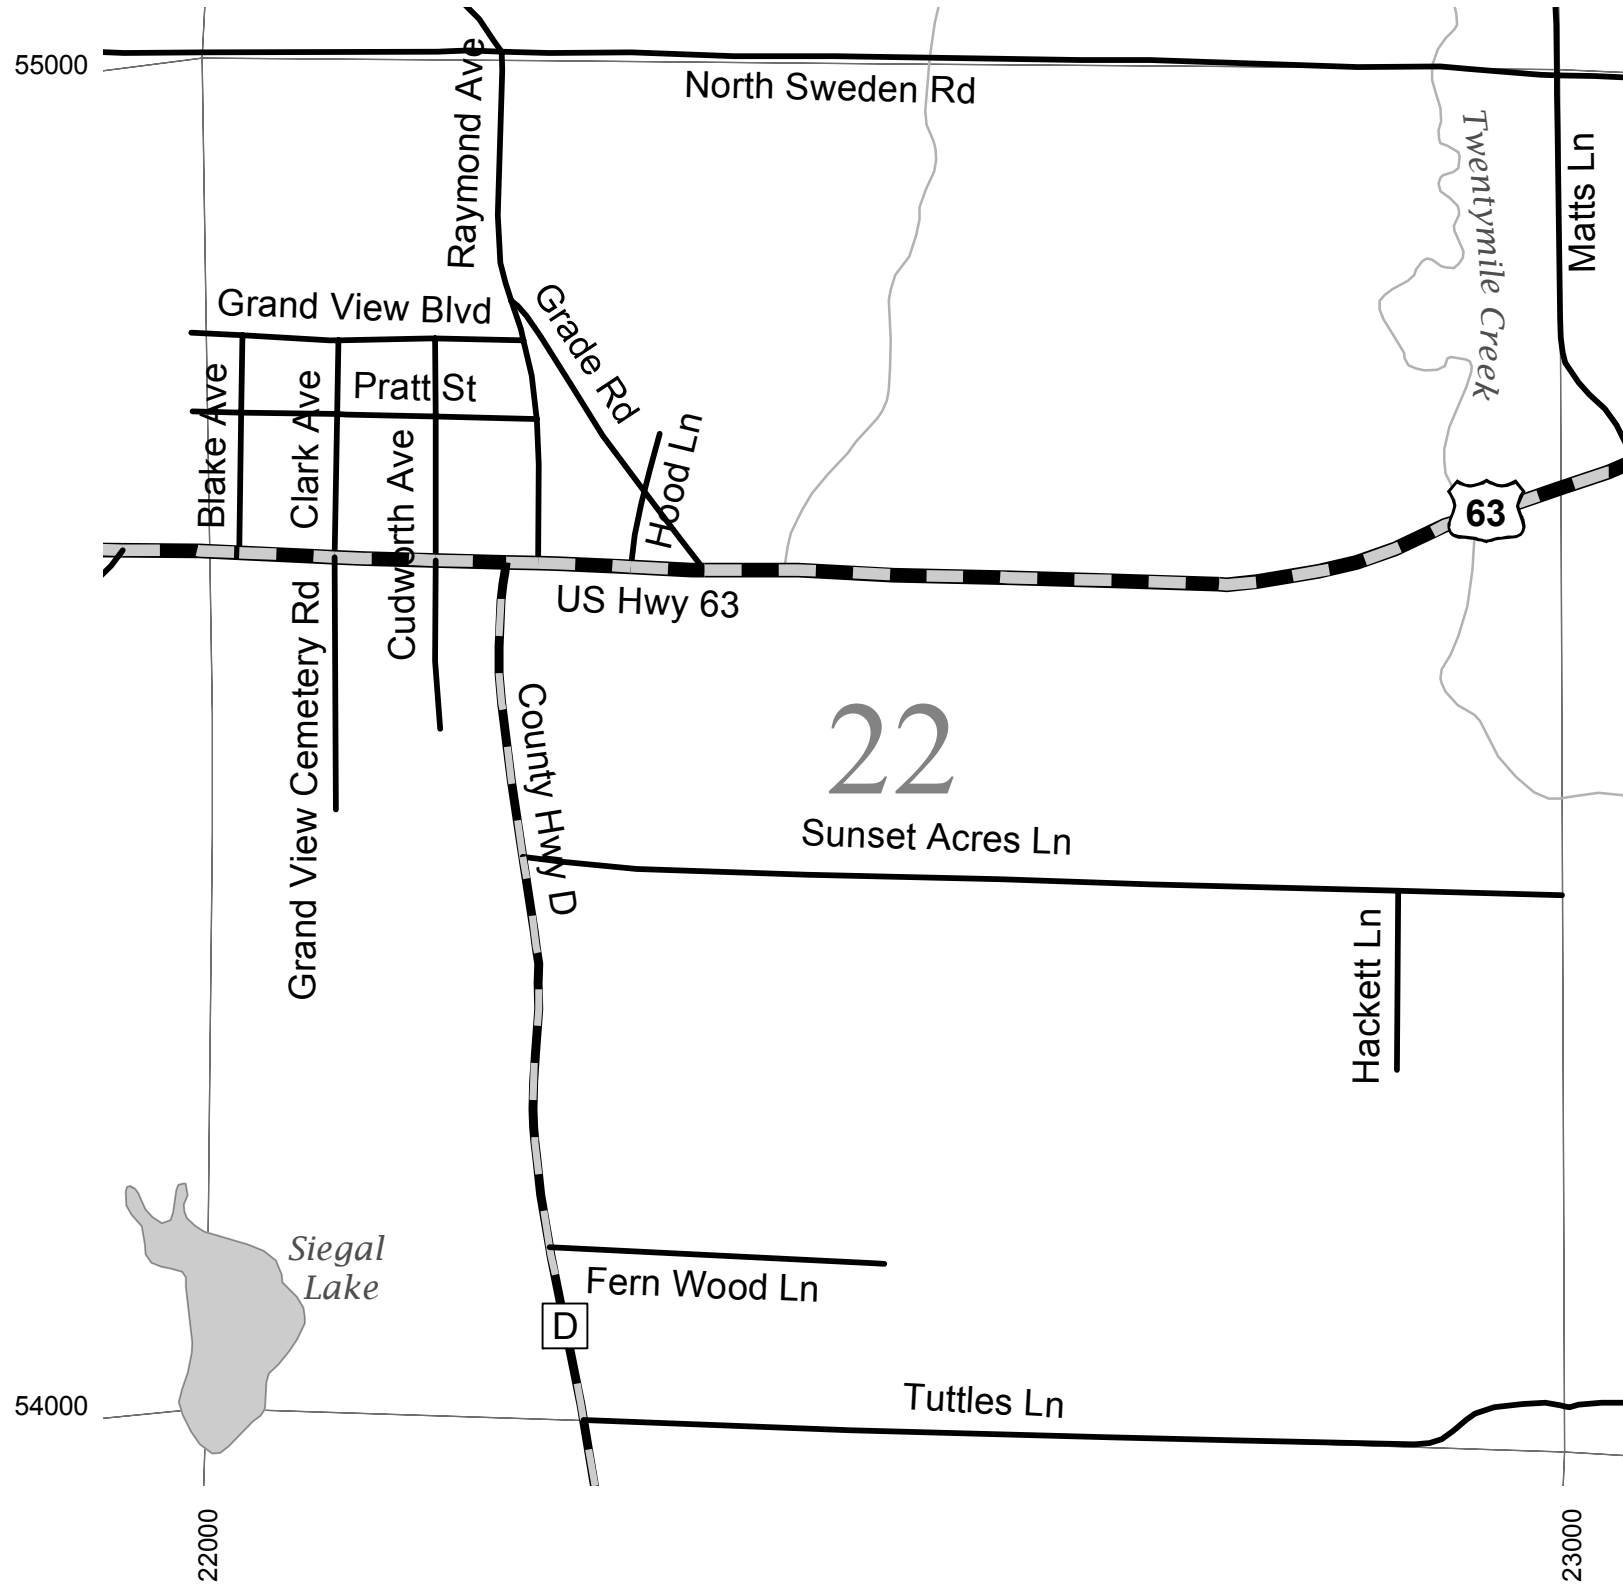 55000
North Sweden Rd
Raymond Ave
Twentymile Creek
Matts Ln
Grand View Blvd
Grade Rd
Blake Ave
Clark Ave
Pratt St
Cudworth Ave
Hood Ln
63
US Hwy 63
Grand View Cemetery Rd
County Hwy D
22
Sunset Acres Ln
Hackett Ln
Siegal
Lake
Fern Wood Ln
D
54000
Tuttles Ln
22000
23000